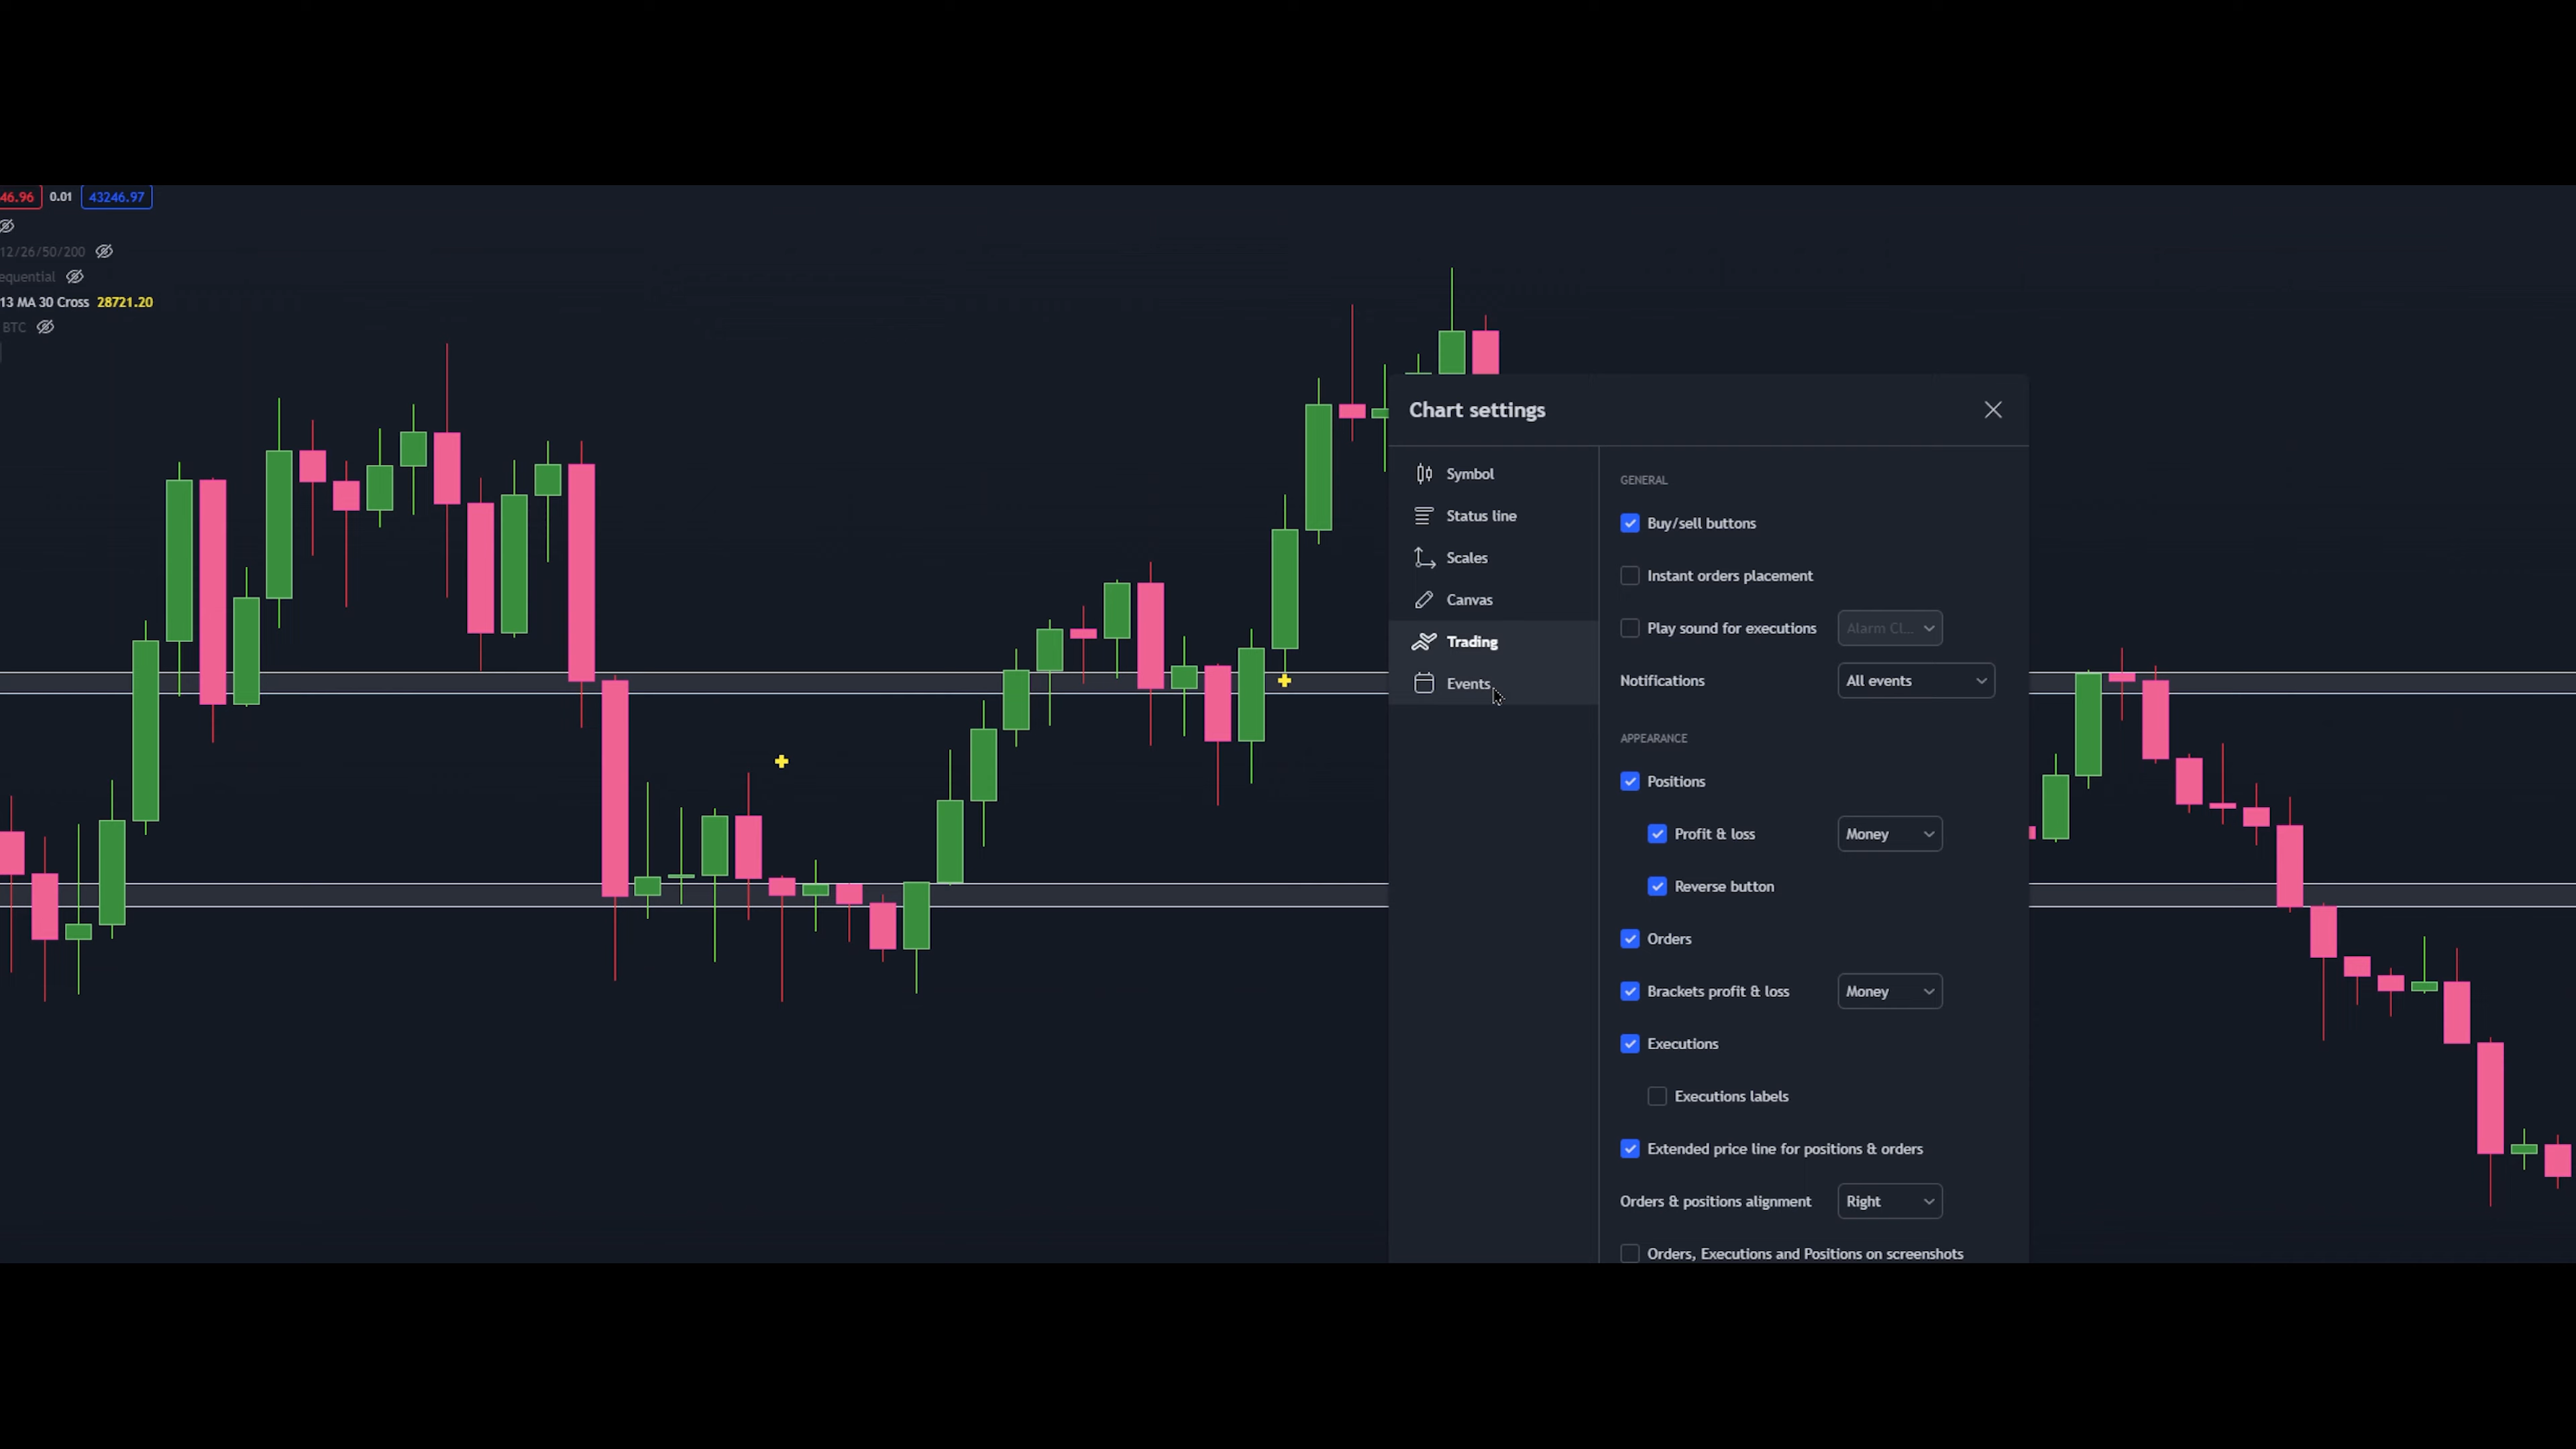 46.96 0.01 43246.97
12/26/50/200
equential
13 MA 30 Cross 28721.20
BTC
Chart settings
Symbol
Status line
Scales
Canvas
Trading
Events
GENERAL
Buy/sell buttons
Instant orders placement
Play sound for executions Alarm Cl...
Notifications All events
APPEARANCE
Positions
Profit & loss Money
Reverse button
Orders
Brackets profit & loss Money
Executions
Executions labels
Extended price line for positions & orders
Orders & positions alignment Right
Orders, Executions and Positions on screenshots